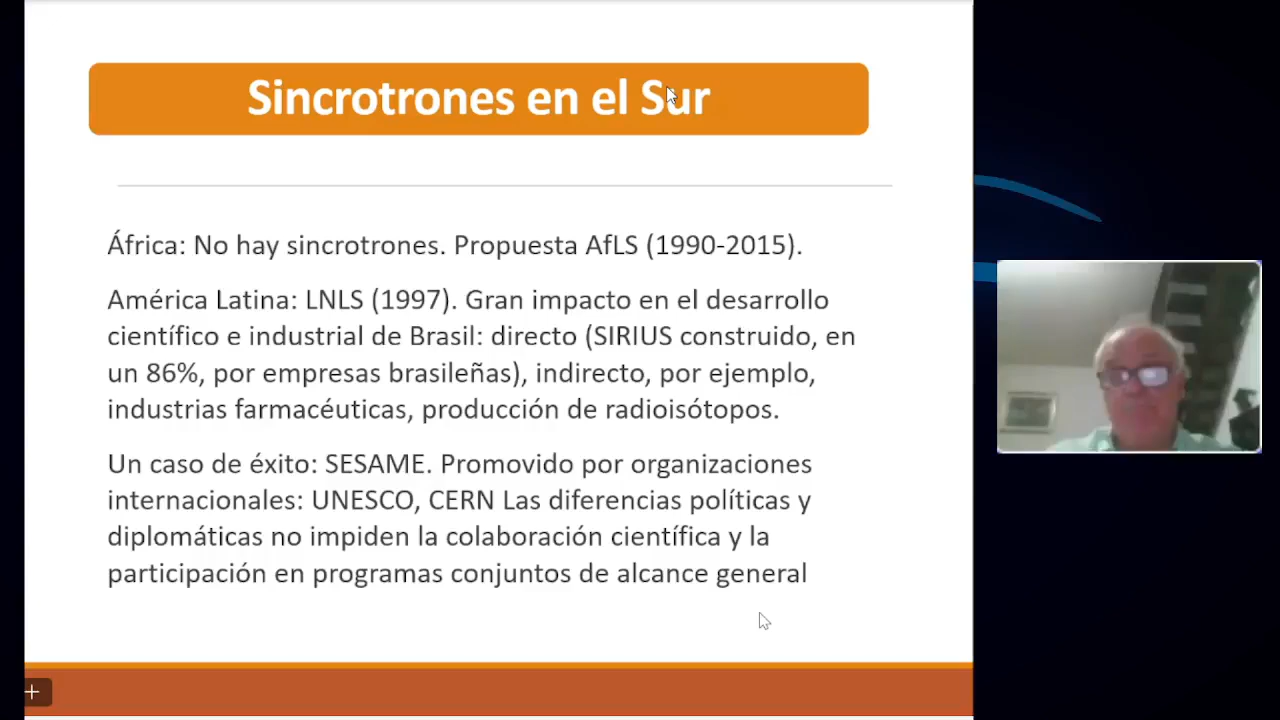 Sincrotrones en el Sur
África: No hay sincrotrones. Propuesta AfLS (1990-2015).
América Latina: LNLS (1997). Gran impacto en el desarrollo
científico e industrial de Brasil: directo (SIRIUS construido, en
un 86%, por empresas brasileñas), indirecto, por ejemplo,
industrias farmacéuticas, producción de radioisótopos.
Un caso de éxito: SESAME. Promovido por organizaciones
internacionales: UNESCO, CERN Las diferencias políticas y
diplomáticas no impiden la colaboración científica y la
participación en programas conjuntos de alcance general